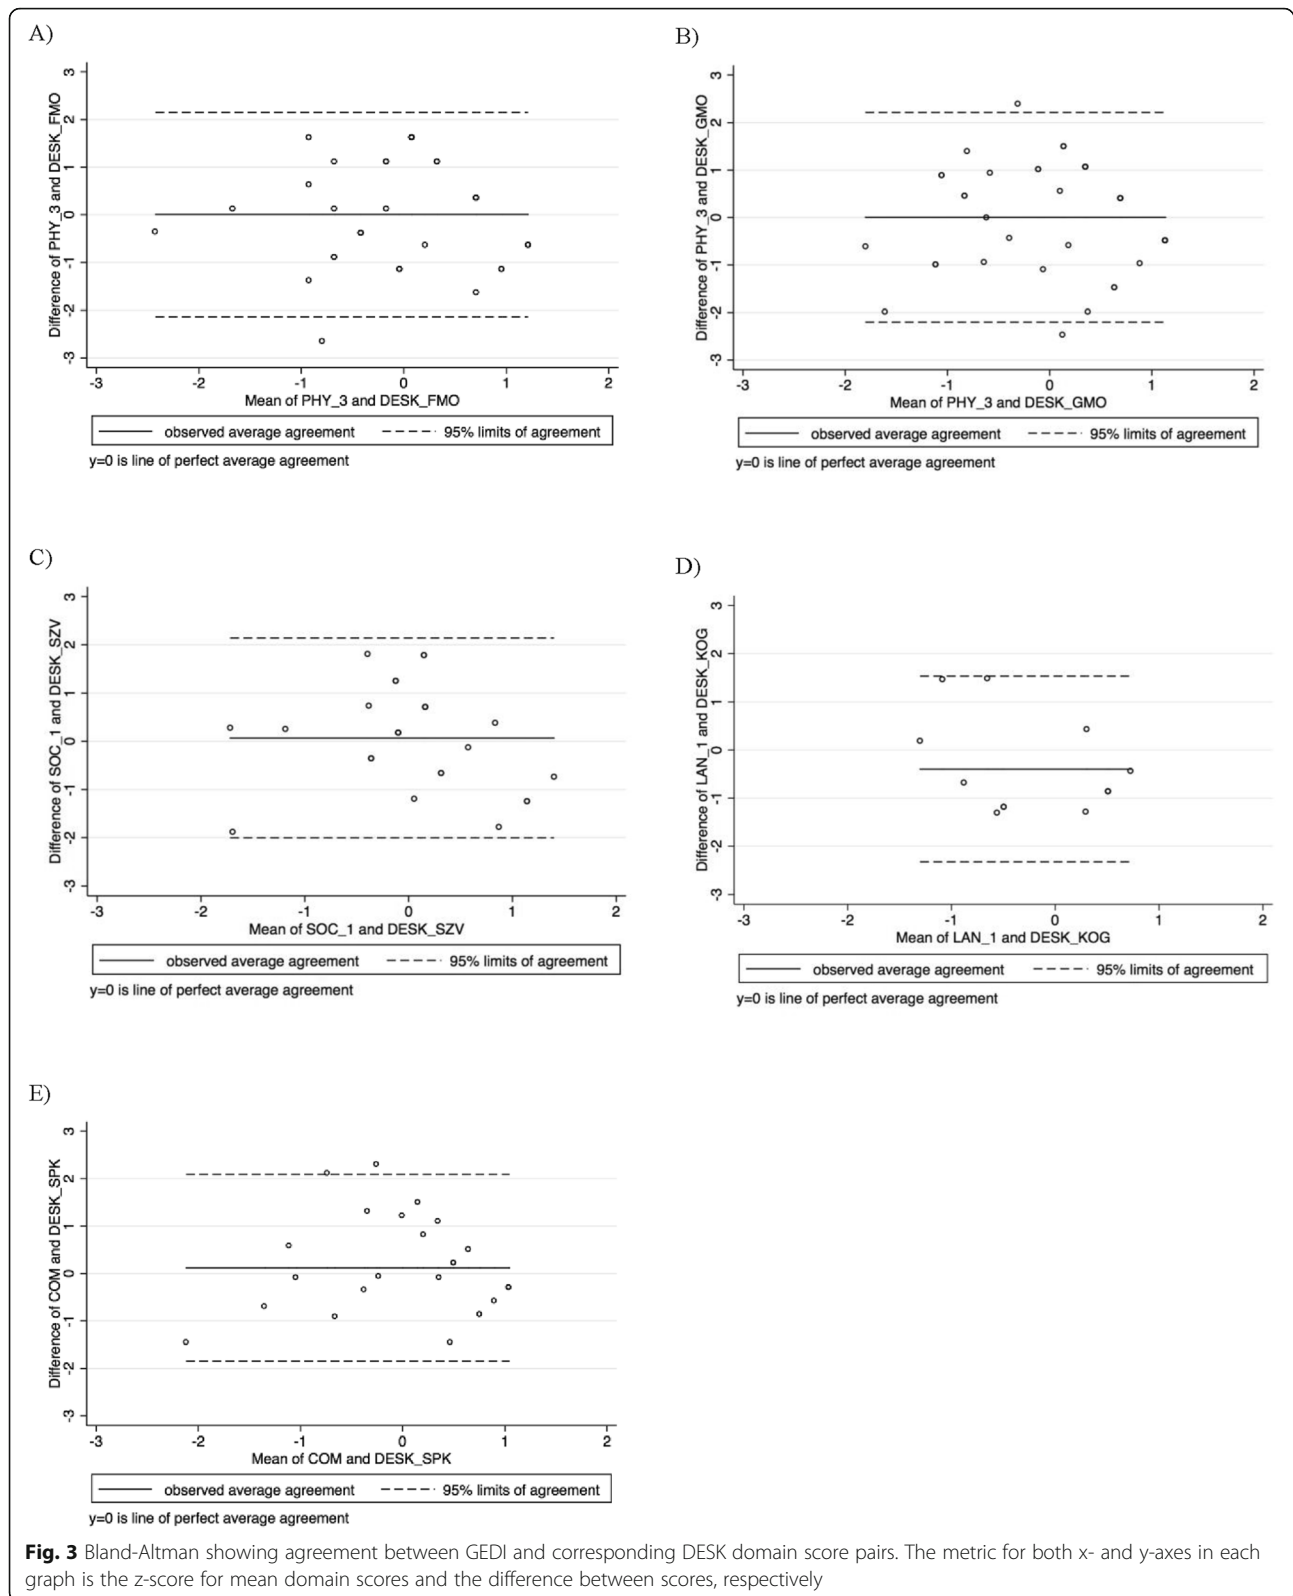 A)
Difference of PHY_3 and DESK_FMO
3
2
1
0
-1
-2
-3
-3 -2 -1 0 1 2
Mean of PHY_3 and DESK_FMO
observed average agreement 95% limits of agreement
y=0 is line of perfect average agreement
B)
Difference of PHY_3 and DESK_GMO
3
2
1
0
-1
-2
-3
-3 -2 -1 0 1 2
Mean of PHY_3 and DESK_GMO
observed average agreement 95% limits of agreement
y=0 is line of perfect average agreement
C)
Difference of SOC_1 and DESK_SZV
3
2
1
0
-1
-2
-3
-3 -2 -1 0 1 2
Mean of SOC_1 and DESK_SZV
observed average agreement 95% limits of agreement
y=0 is line of perfect average agreement
D)
Difference of LAN_1 and DESK_KOG
3
2
1
0
-1
-2
-3
-3 -2 -1 0 1 2
Mean of LAN_1 and DESK_KOG
observed average agreement 95% limits of agreement
y=0 is line of perfect average agreement
E)
Difference of COM and DESK_SPK
3
2
1
0
-1
-2
-3
-3 -2 -1 0 1 2
Mean of COM and DESK_SPK
observed average agreement 95% limits of agreement
y=0 is line of perfect average agreement
Fig. 3 Bland-Altman showing agreement between GEDI and corresponding DESK domain score pairs. The metric for both x- and y-axes in each
graph is the z-score for mean domain scores and the difference between scores, respectively